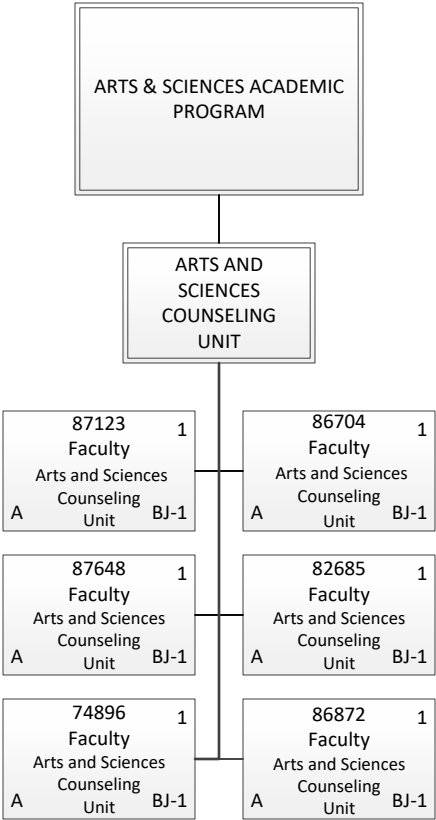 ARTS & SCIENCES ACADEMIC
PROGRAM
ARTS AND
SCIENCES
COUNSELING
UNIT
87123 1
Faculty
Arts and Sciences
Counseling
A Unit BJ-1
86704 1
Faculty
Arts and Sciences
Counseling
A Unit BJ-1
87648 1
Faculty
Arts and Sciences
Counseling
A Unit BJ-1
82685 1
Faculty
Arts and Sciences
Counseling
A Unit BJ-1
74896 1
Faculty
Arts and Sciences
Counseling
A Unit BJ-1
86872 1
Faculty
Arts and Sciences
Counseling
A Unit BJ-1